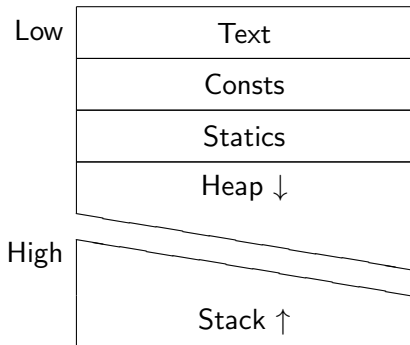 Low
Text
Consts
Statics
Heap ↓
High
Stack ↑